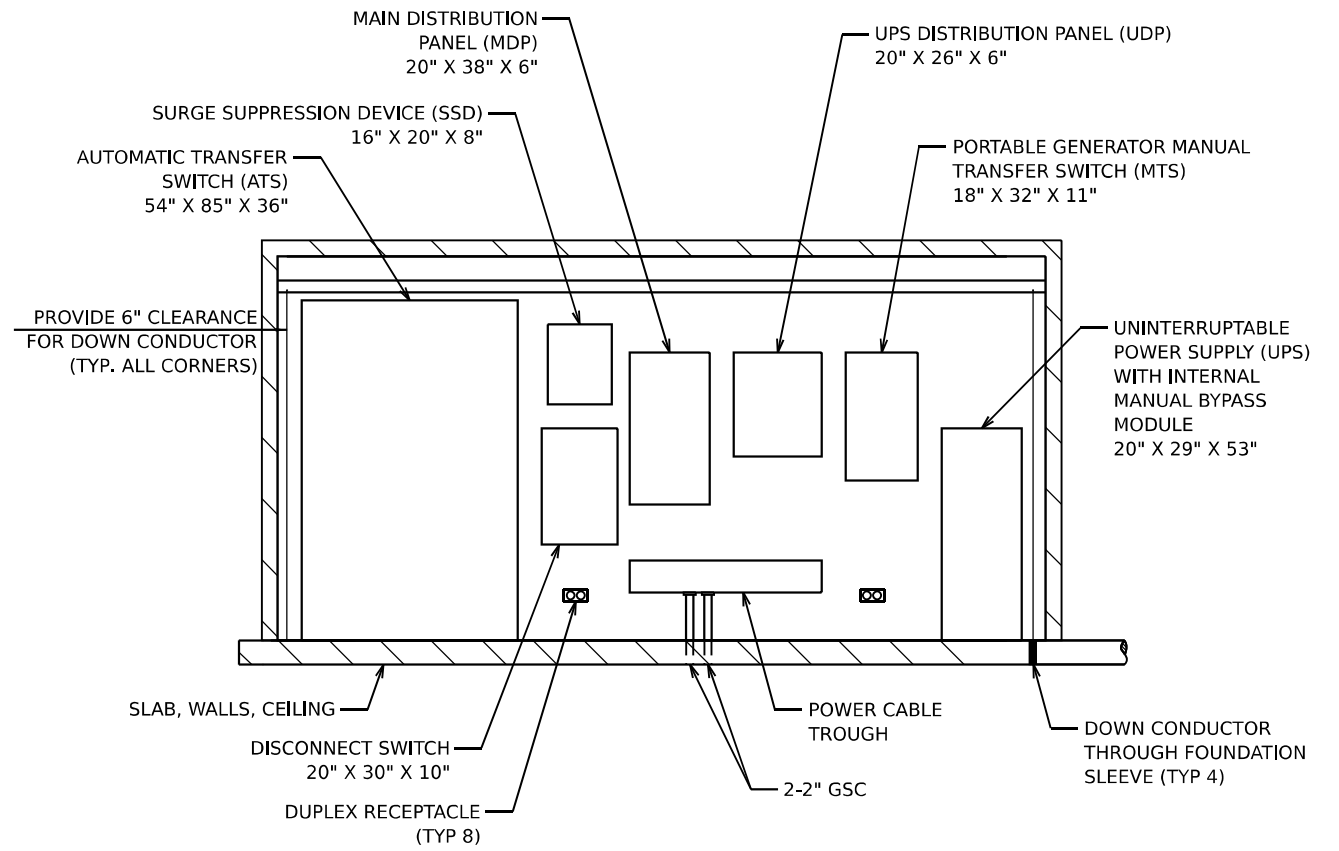 MAIN DISTRIBUTION
PANEL (MDP)
20" X 38" X 6"
UPS DISTRIBUTION PANEL (UDP)
20" X 26" X 6"
SURGE SUPPRESSION DEVICE (SSD)
16" X 20" X 8"
AUTOMATIC TRANSFER
SWITCH (ATS)
54" X 85" X 36"
PORTABLE GENERATOR MANUAL
TRANSFER SWITCH (MTS)
18" X 32" X 11"
PROVIDE 6" CLEARANCE
FOR DOWN CONDUCTOR
(TYP. ALL CORNERS)
UNINTERRUPTABLE
POWER SUPPLY (UPS)
WITH INTERNAL
MANUAL BYPASS
MODULE
20" X 29" X 53"
SLAB, WALLS, CEILING
DISCONNECT SWITCH
20" X 30" X 10"
DUPLEX RECEPTACLE
(TYP 8)
2-2" GSC
POWER CABLE
TROUGH
DOWN CONDUCTOR
THROUGH FOUNDATION
SLEEVE (TYP 4)